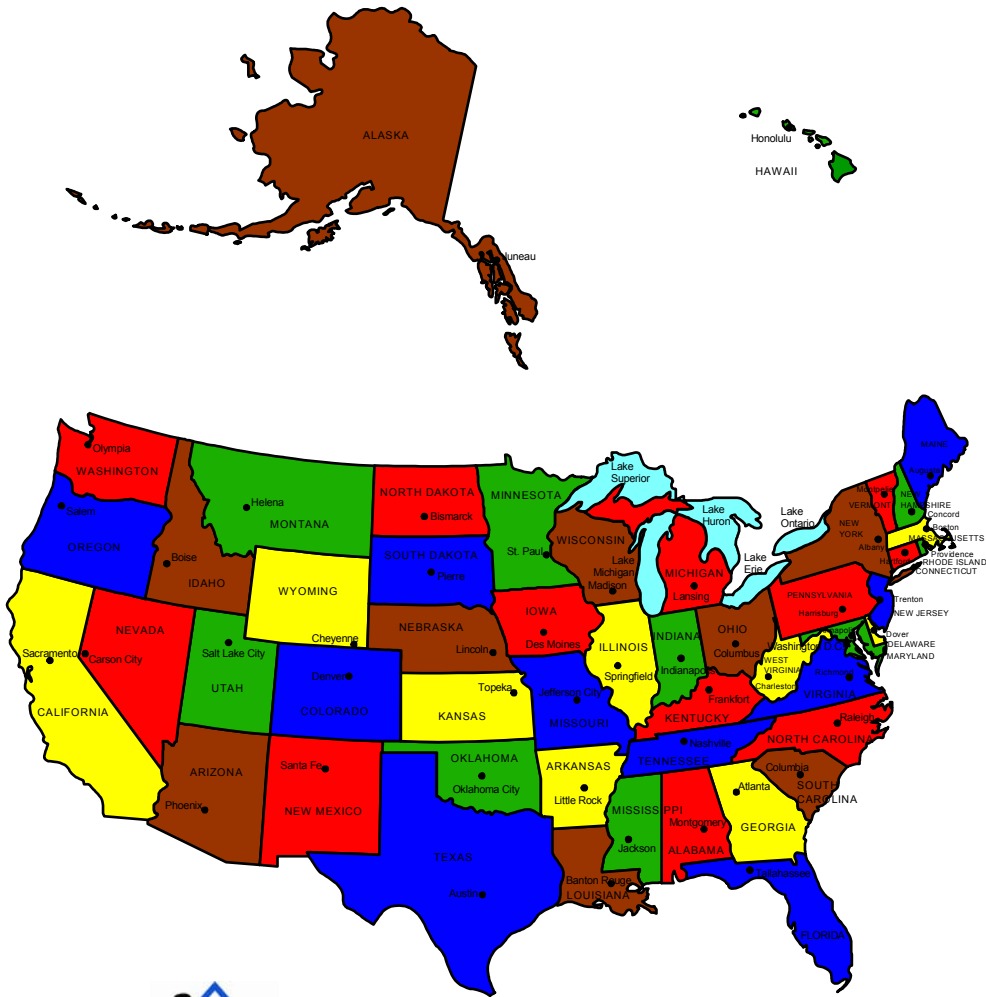 ALASKA
Juneau
Honolulu
HAWAII
Olympia
WASHINGTON
Salem
OREGON
Boise
IDAHO
Helena
MONTANA
NORTH DAKOTA
Bismarck
SOUTH DAKOTA
Pierre
MINNESOTA
St. Paul
WISCONSIN
Madison
Lake
Superior
Lake
Michigan
Lake
Huron
Lake
Erie
Lake
Ontario
MICHIGAN
Lansing
WYOMING
Cheyenne
NEBRASKA
Lincoln
IOWA
Des Moines
ILLINOIS
Springfield
INDIANA
Indianapolis
OHIO
Columbus
PENNSYLVANIA
Harrisburg
NEW
YORK
Albany
VERMONT
Montpelier
NEW
HAMPSHIRE
Concord
MAINE
Augusta
Boston
MASSACHUSETTS
Providence
RHODE ISLAND
Hartford
CONNECTICUT
Trenton
NEW JERSEY
Dover
DELAWARE
Annapolis
MARYLAND
Washington D.C.
WEST
VIRGINIA
Charleston
Richmond
VIRGINIA
Sacramento
CALIFORNIA
NEVADA
Carson City
Salt Lake City
UTAH
Denver
COLORADO
Topeka
KANSAS
Jefferson City
MISSOURI
Frankfort
KENTUCKY
Nashville
TENNESSEE
Raleigh
NORTH CAROLINA
Columbia
SOUTH
CAROLINA
ARIZONA
Phoenix
Santa Fe
NEW MEXICO
OKLAHOMA
Oklahoma City
ARKANSAS
Little Rock
MISSISSIPPI
Jackson
Montgomery
ALABAMA
Atlanta
GEORGIA
TEXAS
Austin
Banton Rouge
LOUISIANA
Tallahassee
FLORIDA